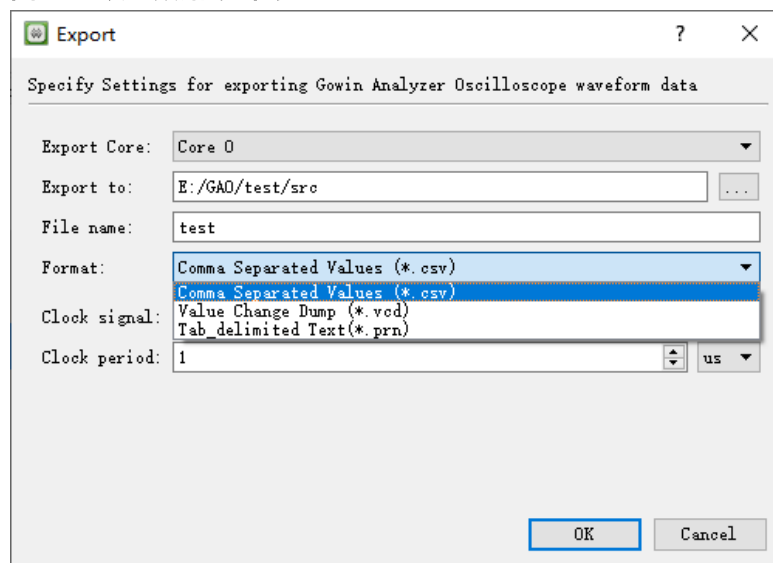 Export
?
Specify Settings for exporting Gowin Analyzer Oscilloscope waveform data
Export Core: Core 0
Export to: E:/GAO/test/src ...
File name: test
Format: Comma Separated Values (*.csv)
Comma Separated Values (*.csv)
Value Change Dump (*.vcd)
Clock signal:
Tab_delimited Text(*.prn)
Clock period: 1 us
OK Cancel